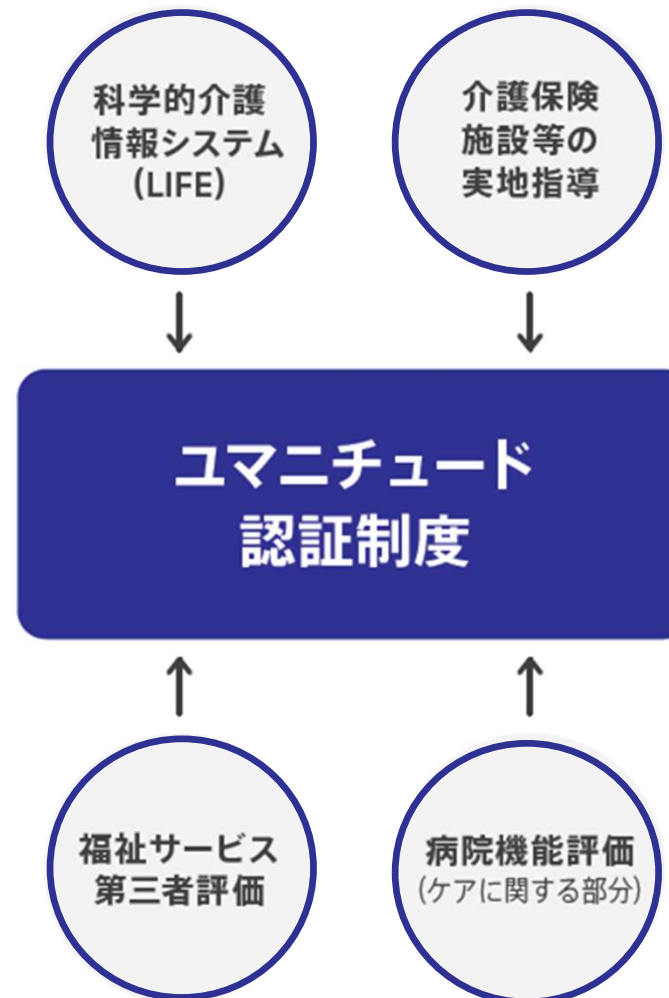 科学的介護
情報システム
(LIFE)
介護保険
施設等の
実地指導
ユマニチュード
認証制度
福祉サービス
第三者評価
病院機能評価
(ケアに関する部分)